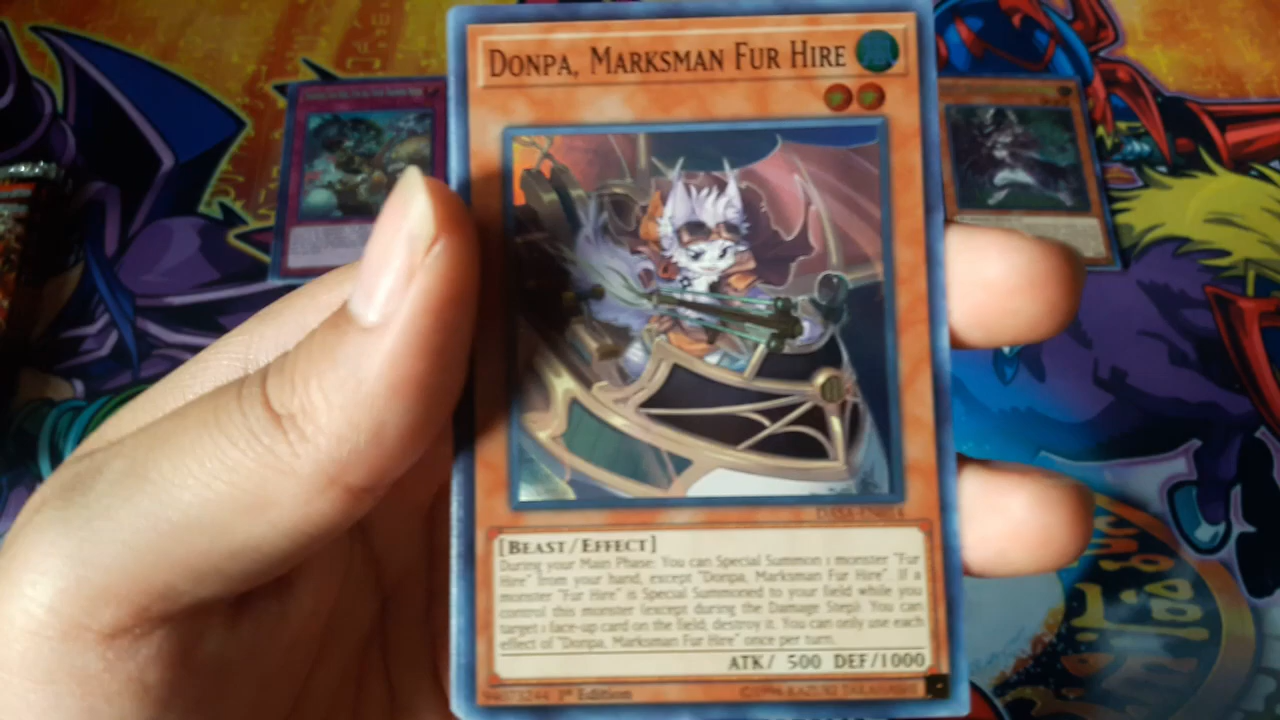 DONPA, MARKSMAN FUR HIRE
[BEAST/EFFECT]
During your Main Phase: You can Special Summon 1 monster "Fur
Hire" from your hand, except "Donpa, Marksman Fur Hire". If a
monster "Fur Hire" is Special Summoned to your field while you
control this monster (except during the Damage Step): You can
target 1 face-up card on the field; destroy it. You can only use each
effect of "Donpa, Marksman Fur Hire" once per turn.
ATK/ 500 DEF/1000
1st Edition
©1996 KAZUKI TAKAHASHI